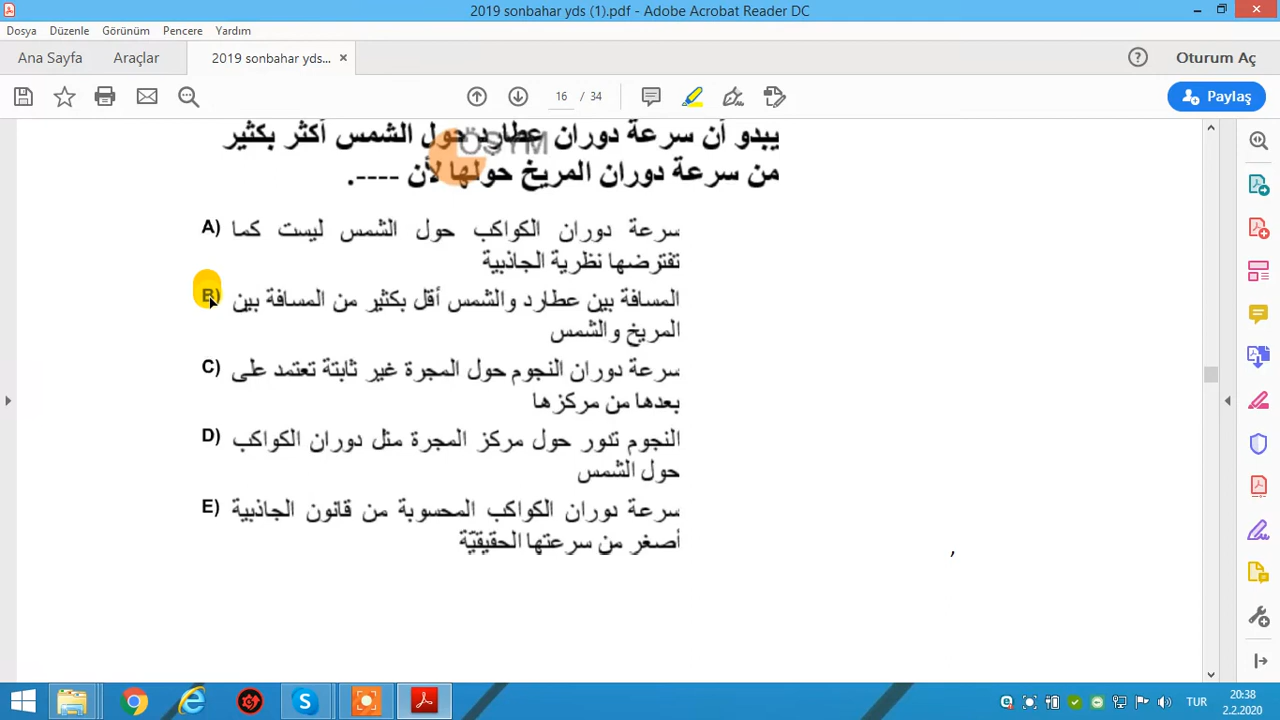 2019 sonbahar yds (1).pdf - Adobe Acrobat Reader DC
Dosya Düzenle Görünüm Pencere Yardım
Ana Sayfa Araçlar 2019 sonbahar yds... × ? Oturum Aç
16 / 34 Paylaş
ÖSYM
يبدو أن سرعة دوران عطارد حول الشمس أكثر بكثير
من سرعة دوران المريخ حولها لأن ----.
A) سرعة دوران الكواكب حول الشمس ليست كما
تفترضها نظرية الجاذبية
B) المسافة بين عطارد والشمس أقل بكثير من المسافة بين
المريخ والشمس
C) سرعة دوران النجوم حول المجرة غير ثابتة تعتمد على
بعدها من مركزها
D) النجوم تدور حول مركز المجرة مثل دوران الكواكب
حول الشمس
E) سرعة دوران الكواكب المحسوبة من قانون الجاذبية
أصغر من سرعتها الحقيقيّة
,
TUR
20:38
2.2.2020